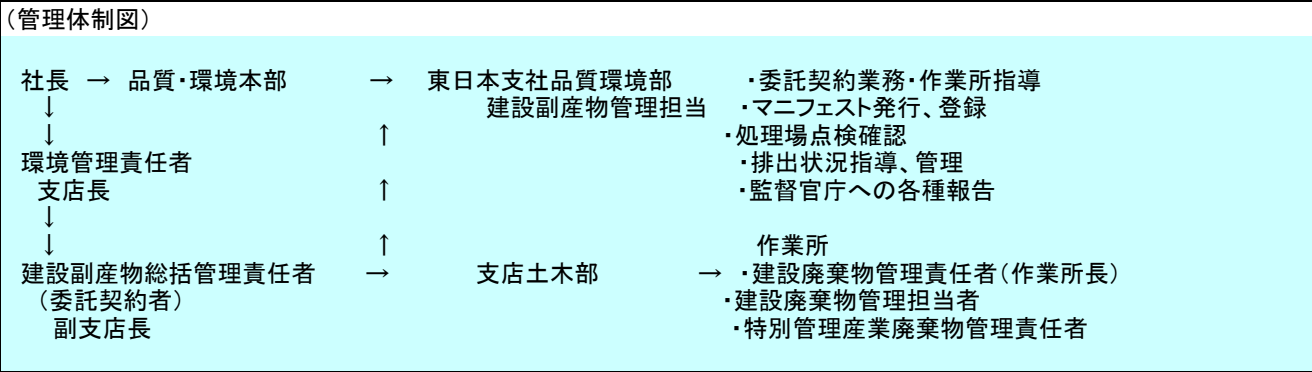 （管理体制図）
社長 → 品質・環境本部 → 東日本支社品質環境部 ・委託契約業務・作業所指導
↓ 建設副産物管理担当 ・マニフェスト発行、登録
↓ ↑ ・処理場点検確認
環境管理責任者 ・排出状況指導、管理
支店長 ↑ ・監督官庁への各種報告
↓
↓ ↑ 作業所
建設副産物総括管理責任者 → 支店土木部 → ・建設廃棄物管理責任者（作業所長）
（委託契約者） ・建設廃棄物管理担当者
副支店長 ・特別管理産業廃棄物管理責任者